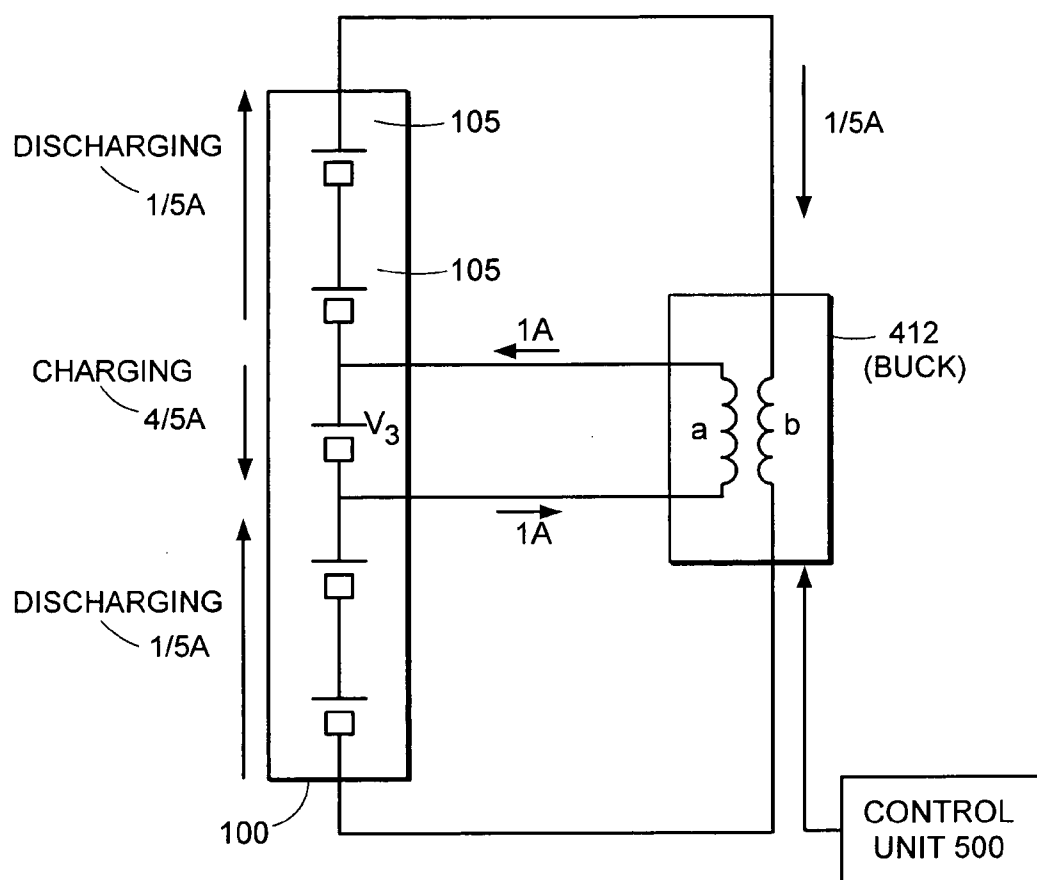 105
DISCHARGING
1/5A
1/5A
105
1A
412
(BUCK)
CHARGING
4/5A
V3
a
b
1A
DISCHARGING
1/5A
100
CONTROL
UNIT 500